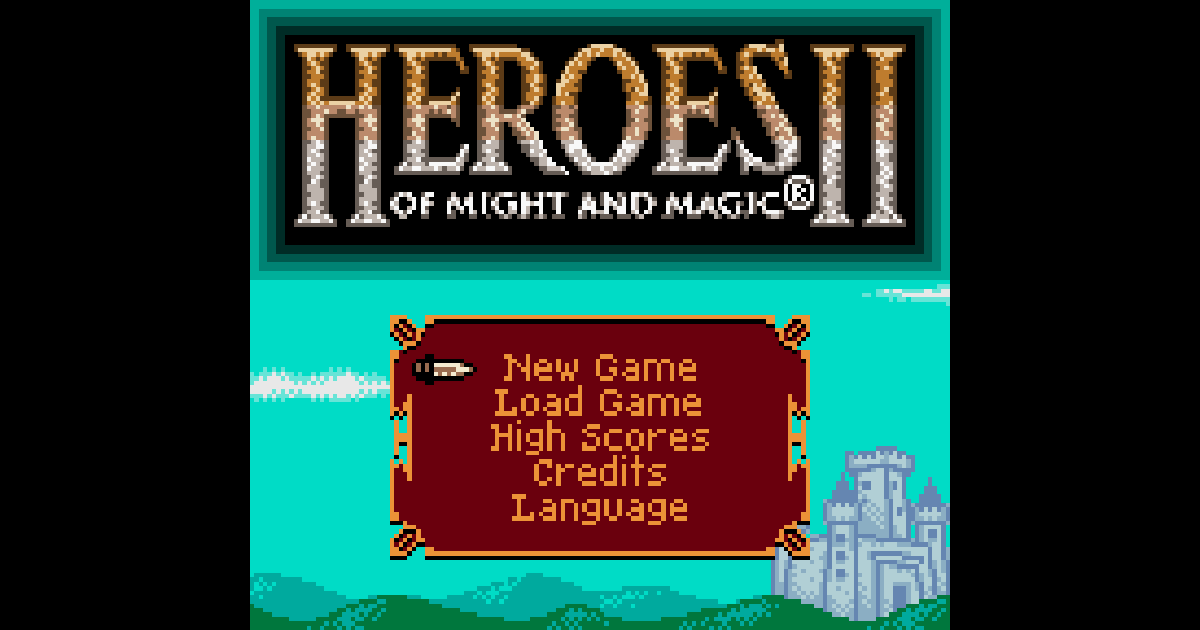 HEROES II
OF MIGHT AND MAGIC®
New Game
Load Game
High Scores
Credits
Language